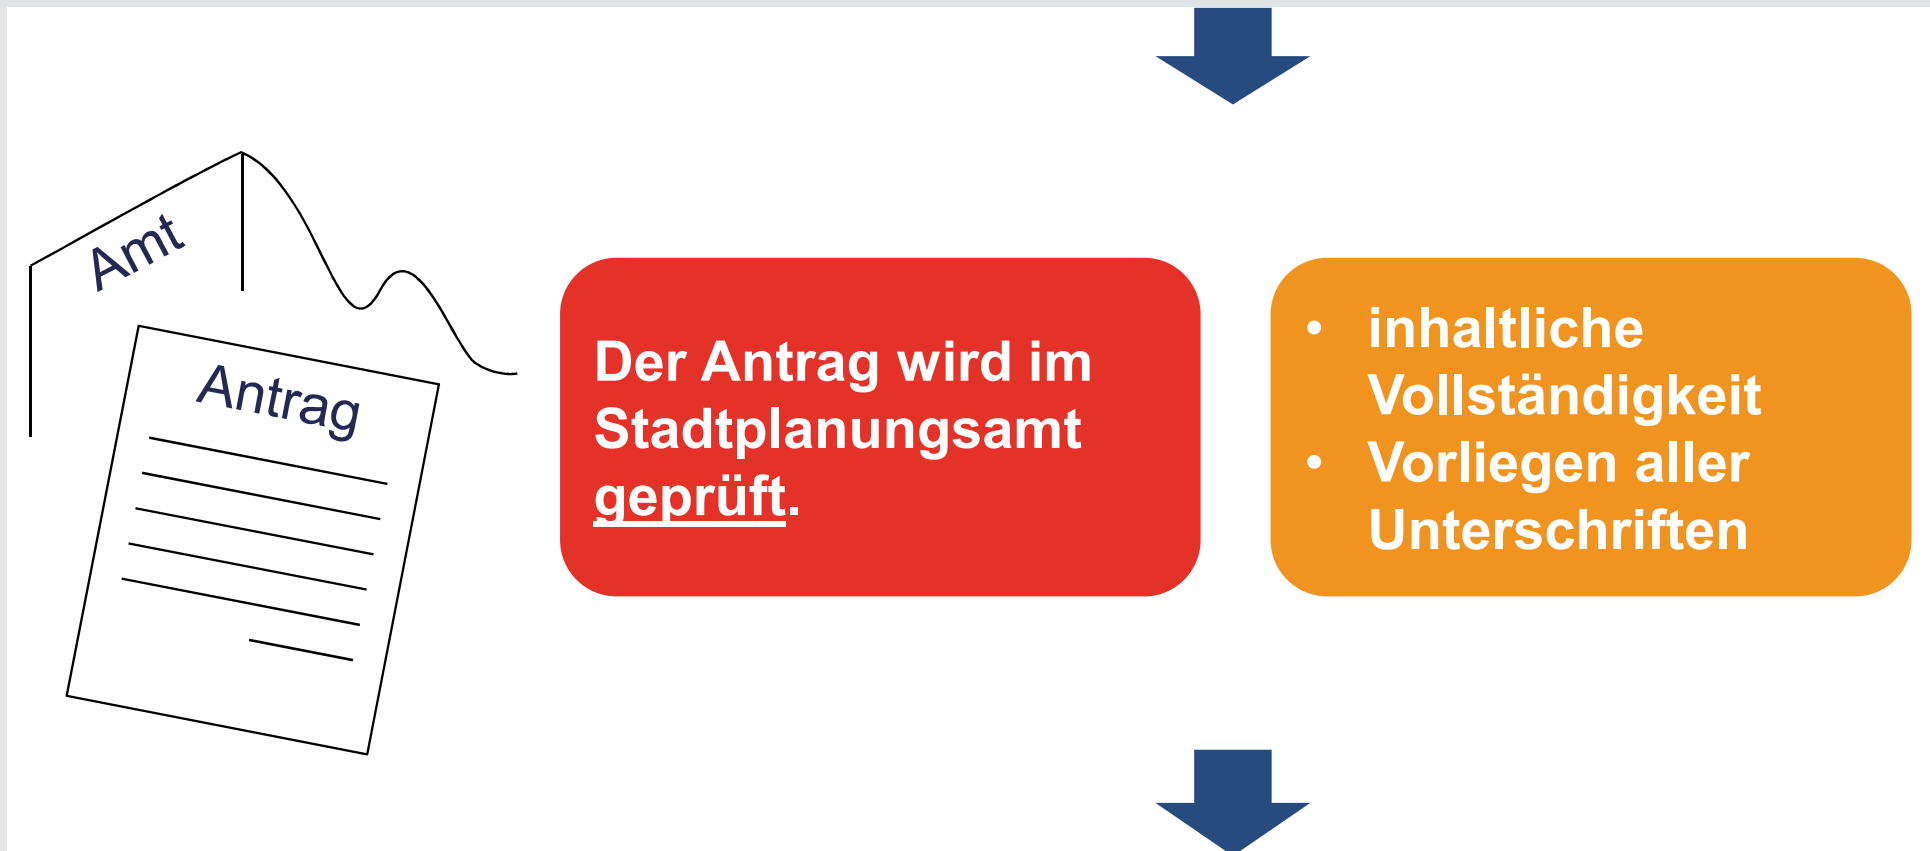 Amt
Antrag
Der Antrag wird im
Stadtplanungsamt
geprüft.
• inhaltliche
Vollständigkeit
• Vorliegen aller
Unterschriften